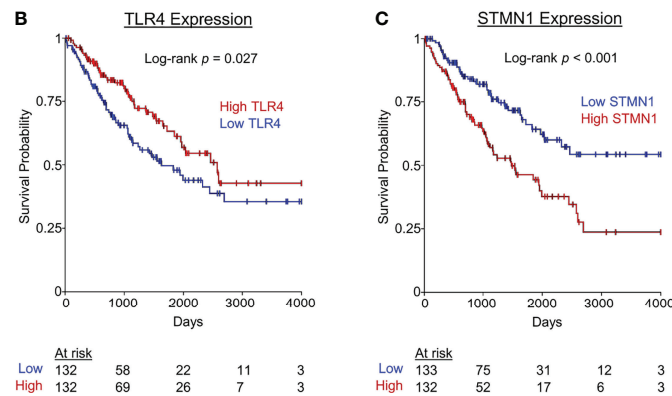 B
TLR4 Expression
Log-rank p = 0.027
High TLR4
Low TLR4
Survival Probability
1
0.75
0.5
0.25
0
0 1000 2000 3000 4000
Days
At risk
Low 132 58 22 11 3
High 132 69 26 7 3
C
STMN1 Expression
Log-rank p < 0.001
Low STMN1
High STMN1
Survival Probability
1
0.75
0.5
0.25
0
0 1000 2000 3000 4000
Days
At risk
Low 133 75 31 12 3
High 132 52 17 6 3